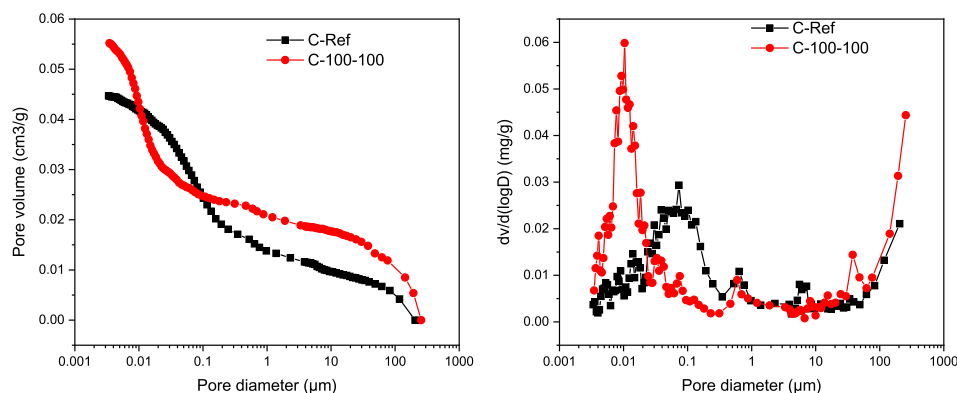 0.06
0.05
0.04
0.03
0.02
0.01
0.00
Pore volume (cm3/g)
C-Ref
C-100-100
0.001 0.01 0.1 1 10 100 1000
Pore diameter (μm)
0.06
0.05
0.04
0.03
0.02
0.01
0.00
dv/d(logD) (mg/g)
C-Ref
C-100-100
0.001 0.01 0.1 1 10 100 1000
Pore diameter (μm)